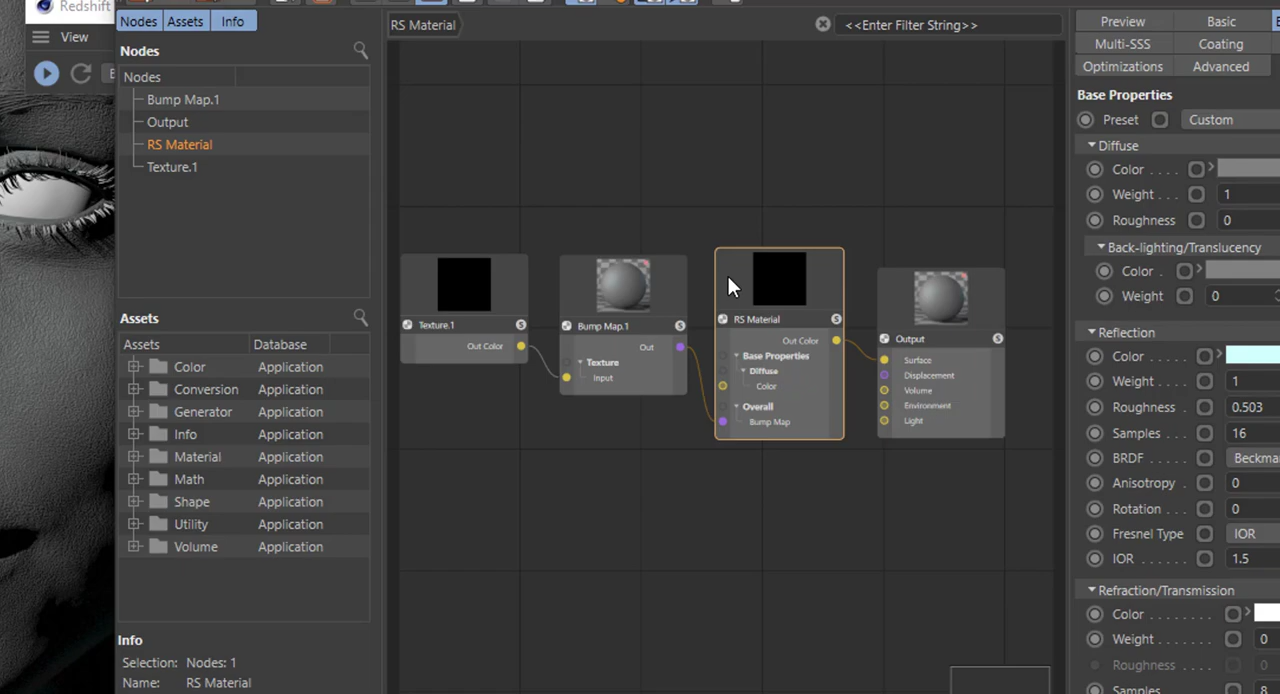 Redshift
View
Nodes Assets Info
Nodes
Nodes
Bump Map.1
Output
RS Material
Texture.1
Assets
Assets Database
Color Application
Conversion Application
Generator Application
Info Application
Material Application
Math Application
Shape Application
Utility Application
Volume Application
Info
Selection: Nodes: 1
Name: RS Material
RS Material
<<Enter Filter String>>
Texture.1
Out Color
Bump Map.1
Out
Texture
Input
RS Material
Out Color
Base Properties
Diffuse
Color
Overall
Bump Map
Output
Surface
Displacement
Volume
Environment
Light
Preview Basic
Multi-SSS Coating
Optimizations Advanced
Base Properties
Preset Custom
Diffuse
Color . . . .
Weight . . . 1
Roughness 0
Back-lighting/Translucency
Color .
Weight . 0
Reflection
Color . . . . .
Weight . . . . 1
Roughness . . 0.503
Samples . . . 16
BRDF . . . . . Beckma
Anisotropy . 0
Rotation . . . 0
Fresnel Type IOR
IOR . . . . . . 1.5
Refraction/Transmission
Color . . . . . . . .
Weight . . . . . . 0
Roughness . . . . 0
Samples . . . . . 8